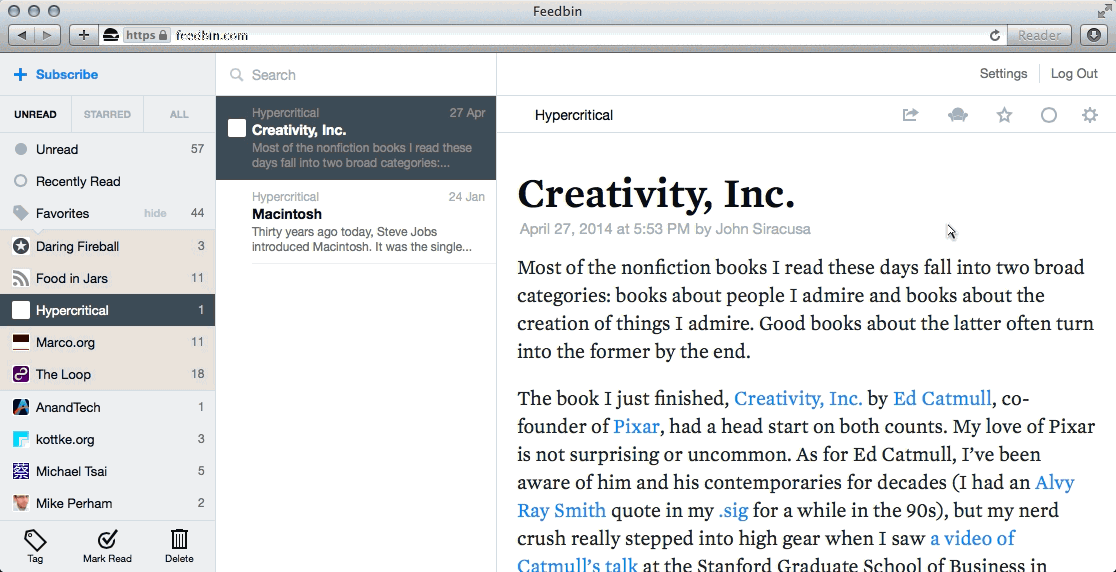 Feedbin
https feedbin.com
Reader
Subscribe
UNREAD STARRED ALL
Unread 57
Recently Read
Favorites hide 44
Daring Fireball 3
Food in Jars 11
Hypercritical 1
Marco.org 11
The Loop 18
AnandTech 1
kottke.org 3
蔡 Michael Tsai 5
Mike Perham 2
Tag Mark Read Delete
Search
Hypercritical 27 Apr
Creativity, Inc.
Most of the nonfiction books I read these
days fall into two broad categories:...
Hypercritical 24 Jan
Macintosh
Thirty years ago today, Steve Jobs
introduced Macintosh. It was the single...
Settings Log Out
Hypercritical
Creativity, Inc.
April 27, 2014 at 5:53 PM by John Siracusa
Most of the nonfiction books I read these days fall into two broad
categories: books about people I admire and books about the
creation of things I admire. Good books about the latter often turn
into the former by the end.
The book I just finished, Creativity, Inc. by Ed Catmull, co-
founder of Pixar, had a head start on both counts. My love of Pixar
is not surprising or uncommon. As for Ed Catmull, I’ve been
aware of him and his contemporaries for decades (I had an Alvy
Ray Smith quote in my .sig for a while in the 90s), but my nerd
crush really stepped into high gear when I saw a video of
Catmull’s talk at the Stanford Graduate School of Business in